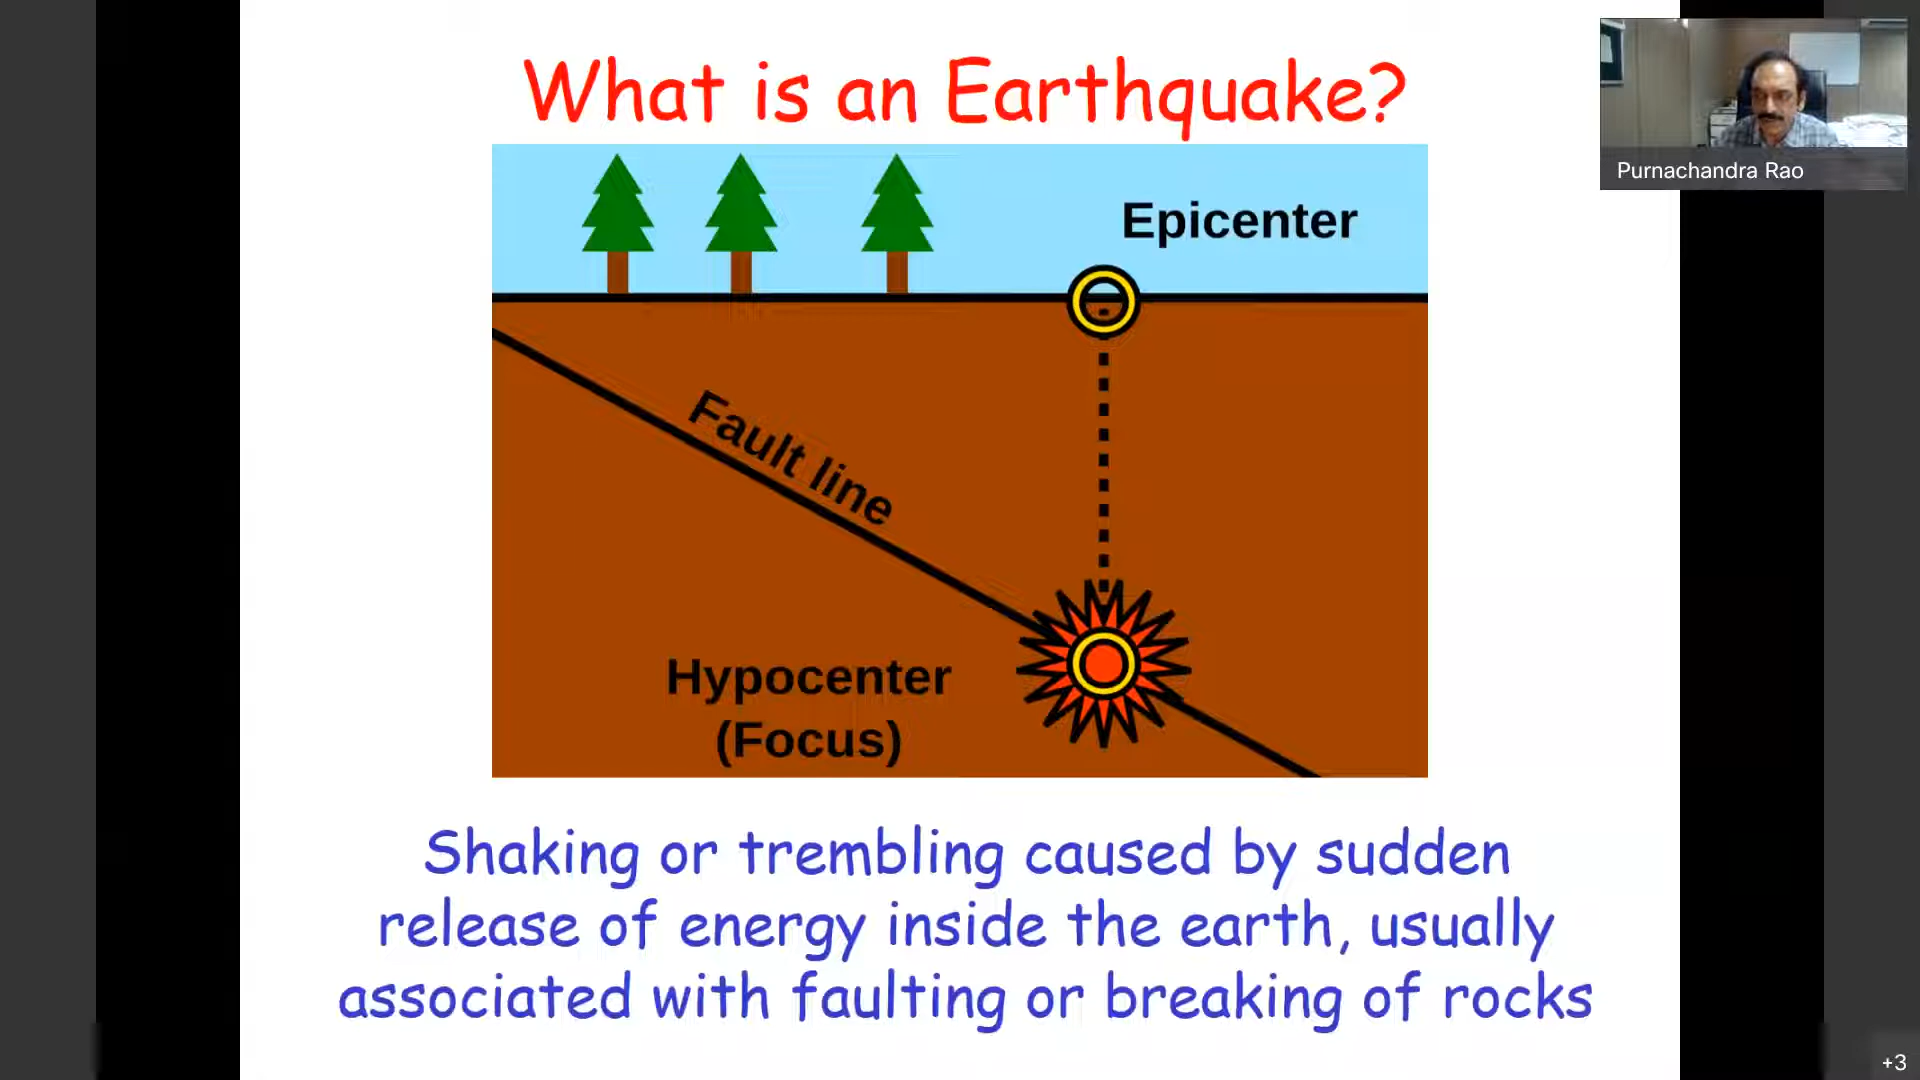 What is an Earthquake?
Purnachandra Rao
Epicenter
Fault line
Hypocenter
(Focus)
Shaking or trembling caused by sudden
release of energy inside the earth, usually
associated with faulting or breaking of rocks
+3